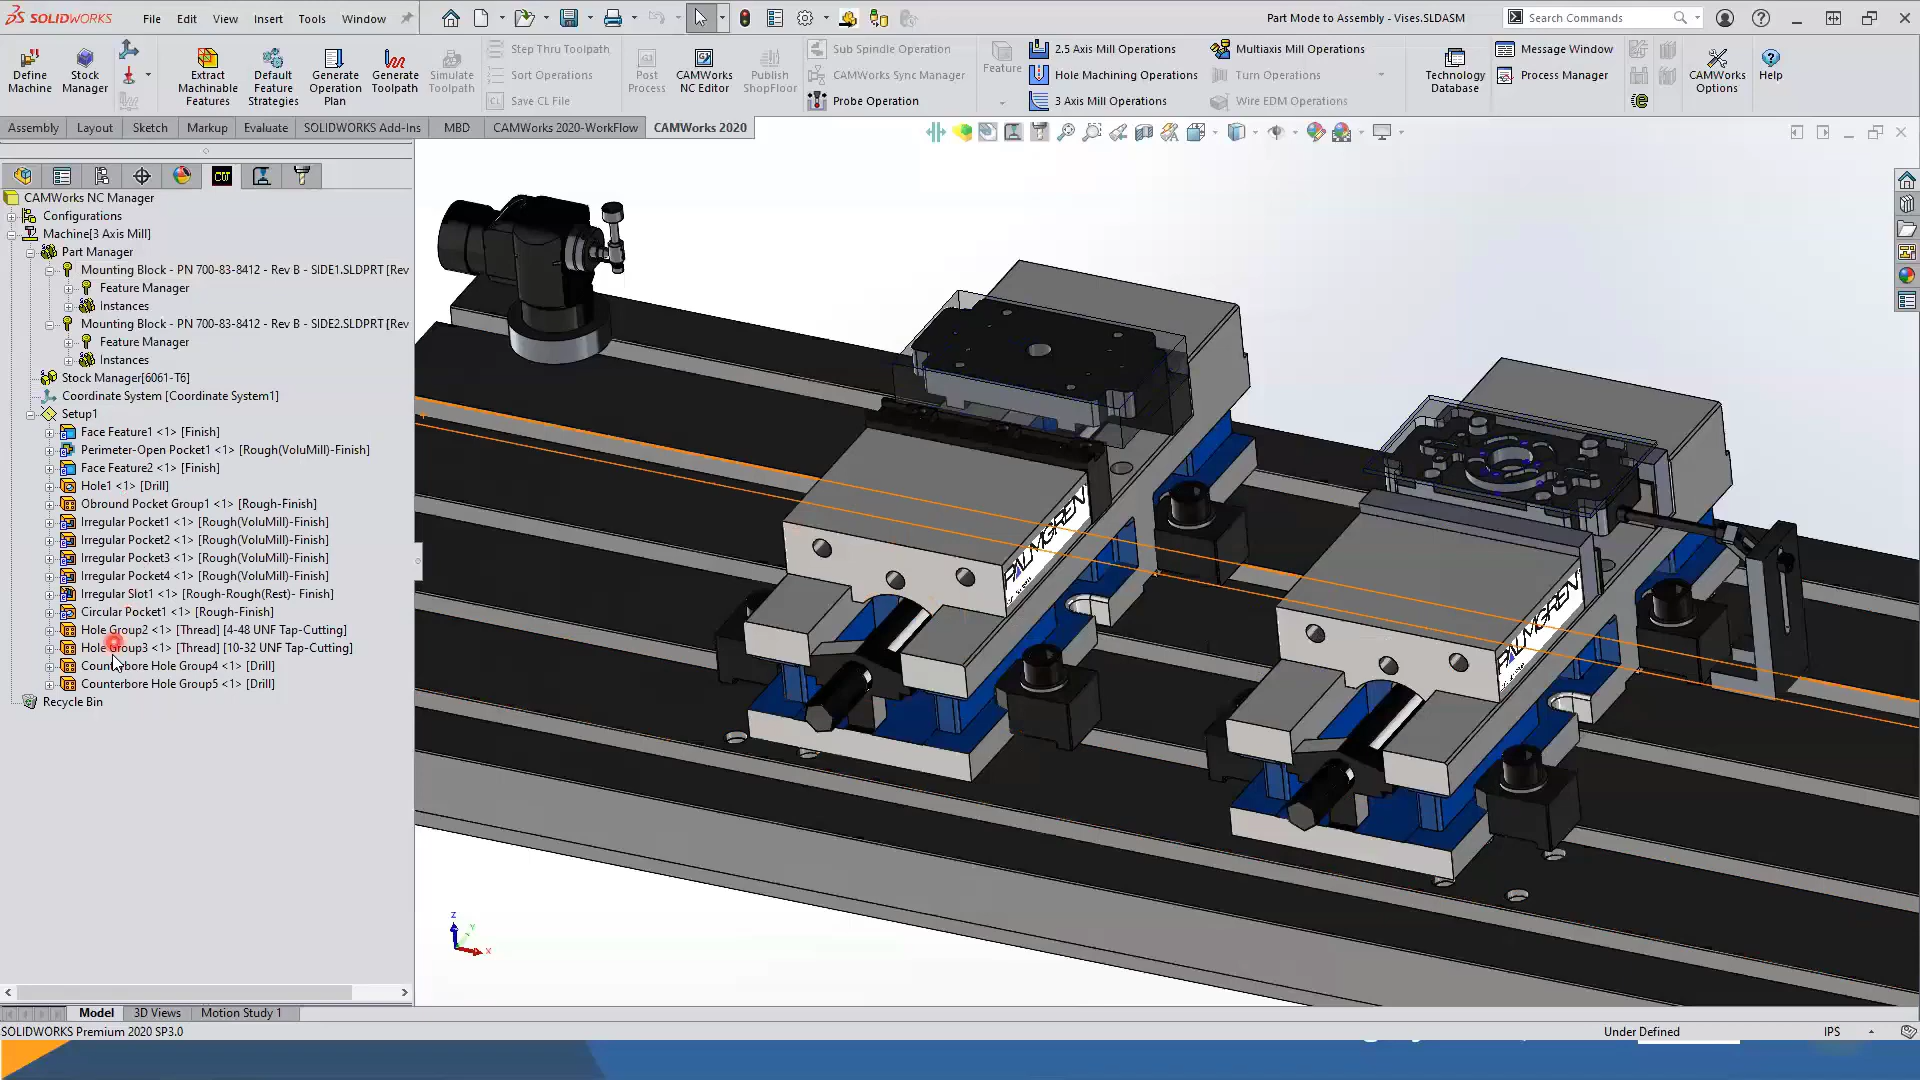 SOLIDWORKS File Edit View Insert Tools Window
Part Mode to Assembly - Vises.SLDASM
Search Commands
Define Machine
Stock Manager
Extract Machinable Features
Default Feature Strategies
Generate Operation Plan
Generate Toolpath
Simulate Toolpath
Step Thru Toolpath
Sort Operations
Save CL File
Post Process
CAMWorks NC Editor
Publish ShopFloor
Sub Spindle Operation
CAMWorks Sync Manager
Probe Operation
Feature
2.5 Axis Mill Operations
Hole Machining Operations
3 Axis Mill Operations
Multiaxis Mill Operations
Turn Operations
Wire EDM Operations
Technology Database
Message Window
Process Manager
CAMWorks Options
Help
Assembly Layout Sketch Markup Evaluate SOLIDWORKS Add-Ins MBD CAMWorks 2020-WorkFlow CAMWorks 2020
CAMWorks NC Manager
Configurations
Machine[3 Axis Mill]
Part Manager
Mounting Block - PN 700-83-8412 - Rev B - SIDE1.SLDPRT [Rev
Feature Manager
Instances
Mounting Block - PN 700-83-8412 - Rev B - SIDE2.SLDPRT [Rev
Feature Manager
Instances
Stock Manager[6061-T6]
Coordinate System [Coordinate System1]
Setup1
Face Feature1 <1> [Finish]
Perimeter-Open Pocket1 <1> [Rough(VoluMill)-Finish]
Face Feature2 <1> [Finish]
Hole1 <1> [Drill]
Obround Pocket Group1 <1> [Rough-Finish]
Irregular Pocket1 <1> [Rough(VoluMill)-Finish]
Irregular Pocket2 <1> [Rough(VoluMill)-Finish]
Irregular Pocket3 <1> [Rough(VoluMill)-Finish]
Irregular Pocket4 <1> [Rough(VoluMill)-Finish]
Irregular Slot1 <1> [Rough-Rough(Rest)- Finish]
Circular Pocket1 <1> [Rough-Finish]
Hole Group2 <1> [Thread] [4-48 UNF Tap-Cutting]
Hole Group3 <1> [Thread] [10-32 UNF Tap-Cutting]
Counterbore Hole Group4 <1> [Drill]
Counterbore Hole Group5 <1> [Drill]
Recycle Bin
PALMGREN
PALMGREN
Z
Y
X
Model 3D Views Motion Study 1
SOLIDWORKS Premium 2020 SP3.0
Under Defined
IPS